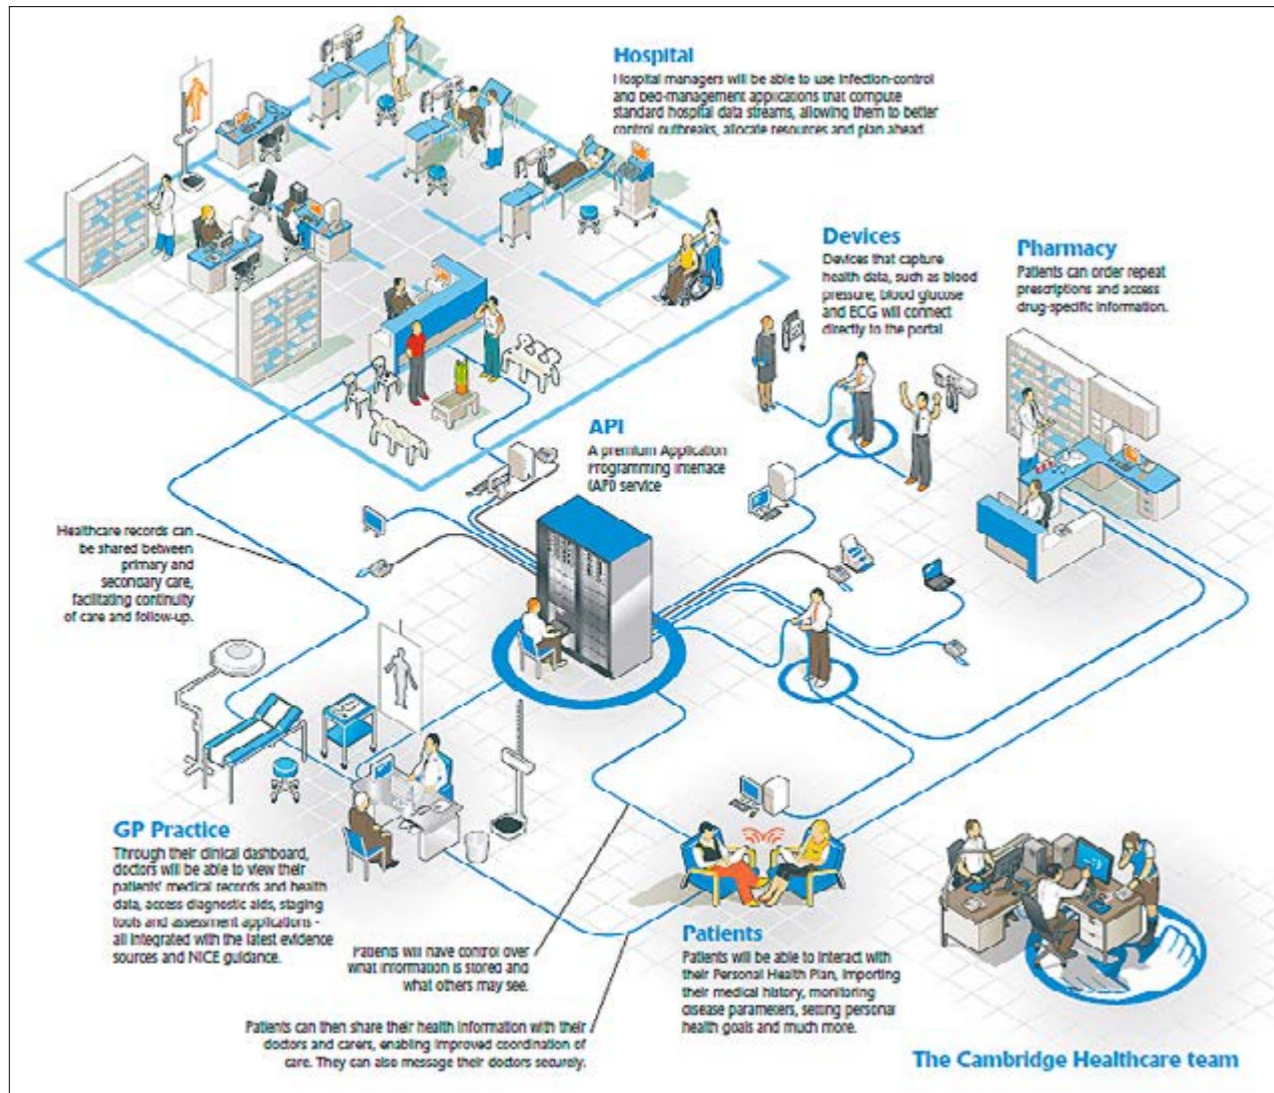 Hospital
Hospital managers will be able to use infection-control
and bed-management applications that compute
standard hospital data streams, allowing them to better
control outbreaks, allocate resources and plan ahead.
Devices
Devices that capture
health data, such as blood
pressure, blood glucose
and ECG will connect
directly to the portal
Pharmacy
Patients can order repeat
prescriptions and access
drug-specific information.
API
A premium Application
Programming Interface
(API) service
Healthcare records can
be shared between
primary and
secondary care,
facilitating continuity
of care and follow-up.
GP Practice
Through their clinical dashboard,
doctors will be able to view their
patients' medical records and health
data, access diagnostic aids, staging
tools and assessment applications -
all integrated with the latest evidence
sources and NICE guidance.
Patients will have control over
what information is stored and
what others may see.
Patients can then share their health information with their
doctors and carers, enabling improved coordination of
care. They can also message their doctors securely.
Patients
Patients will be able to interact with
their Personal Health Plan, importing
their medical history, monitoring
disease parameters, setting personal
health goals and much more.
The Cambridge Healthcare team